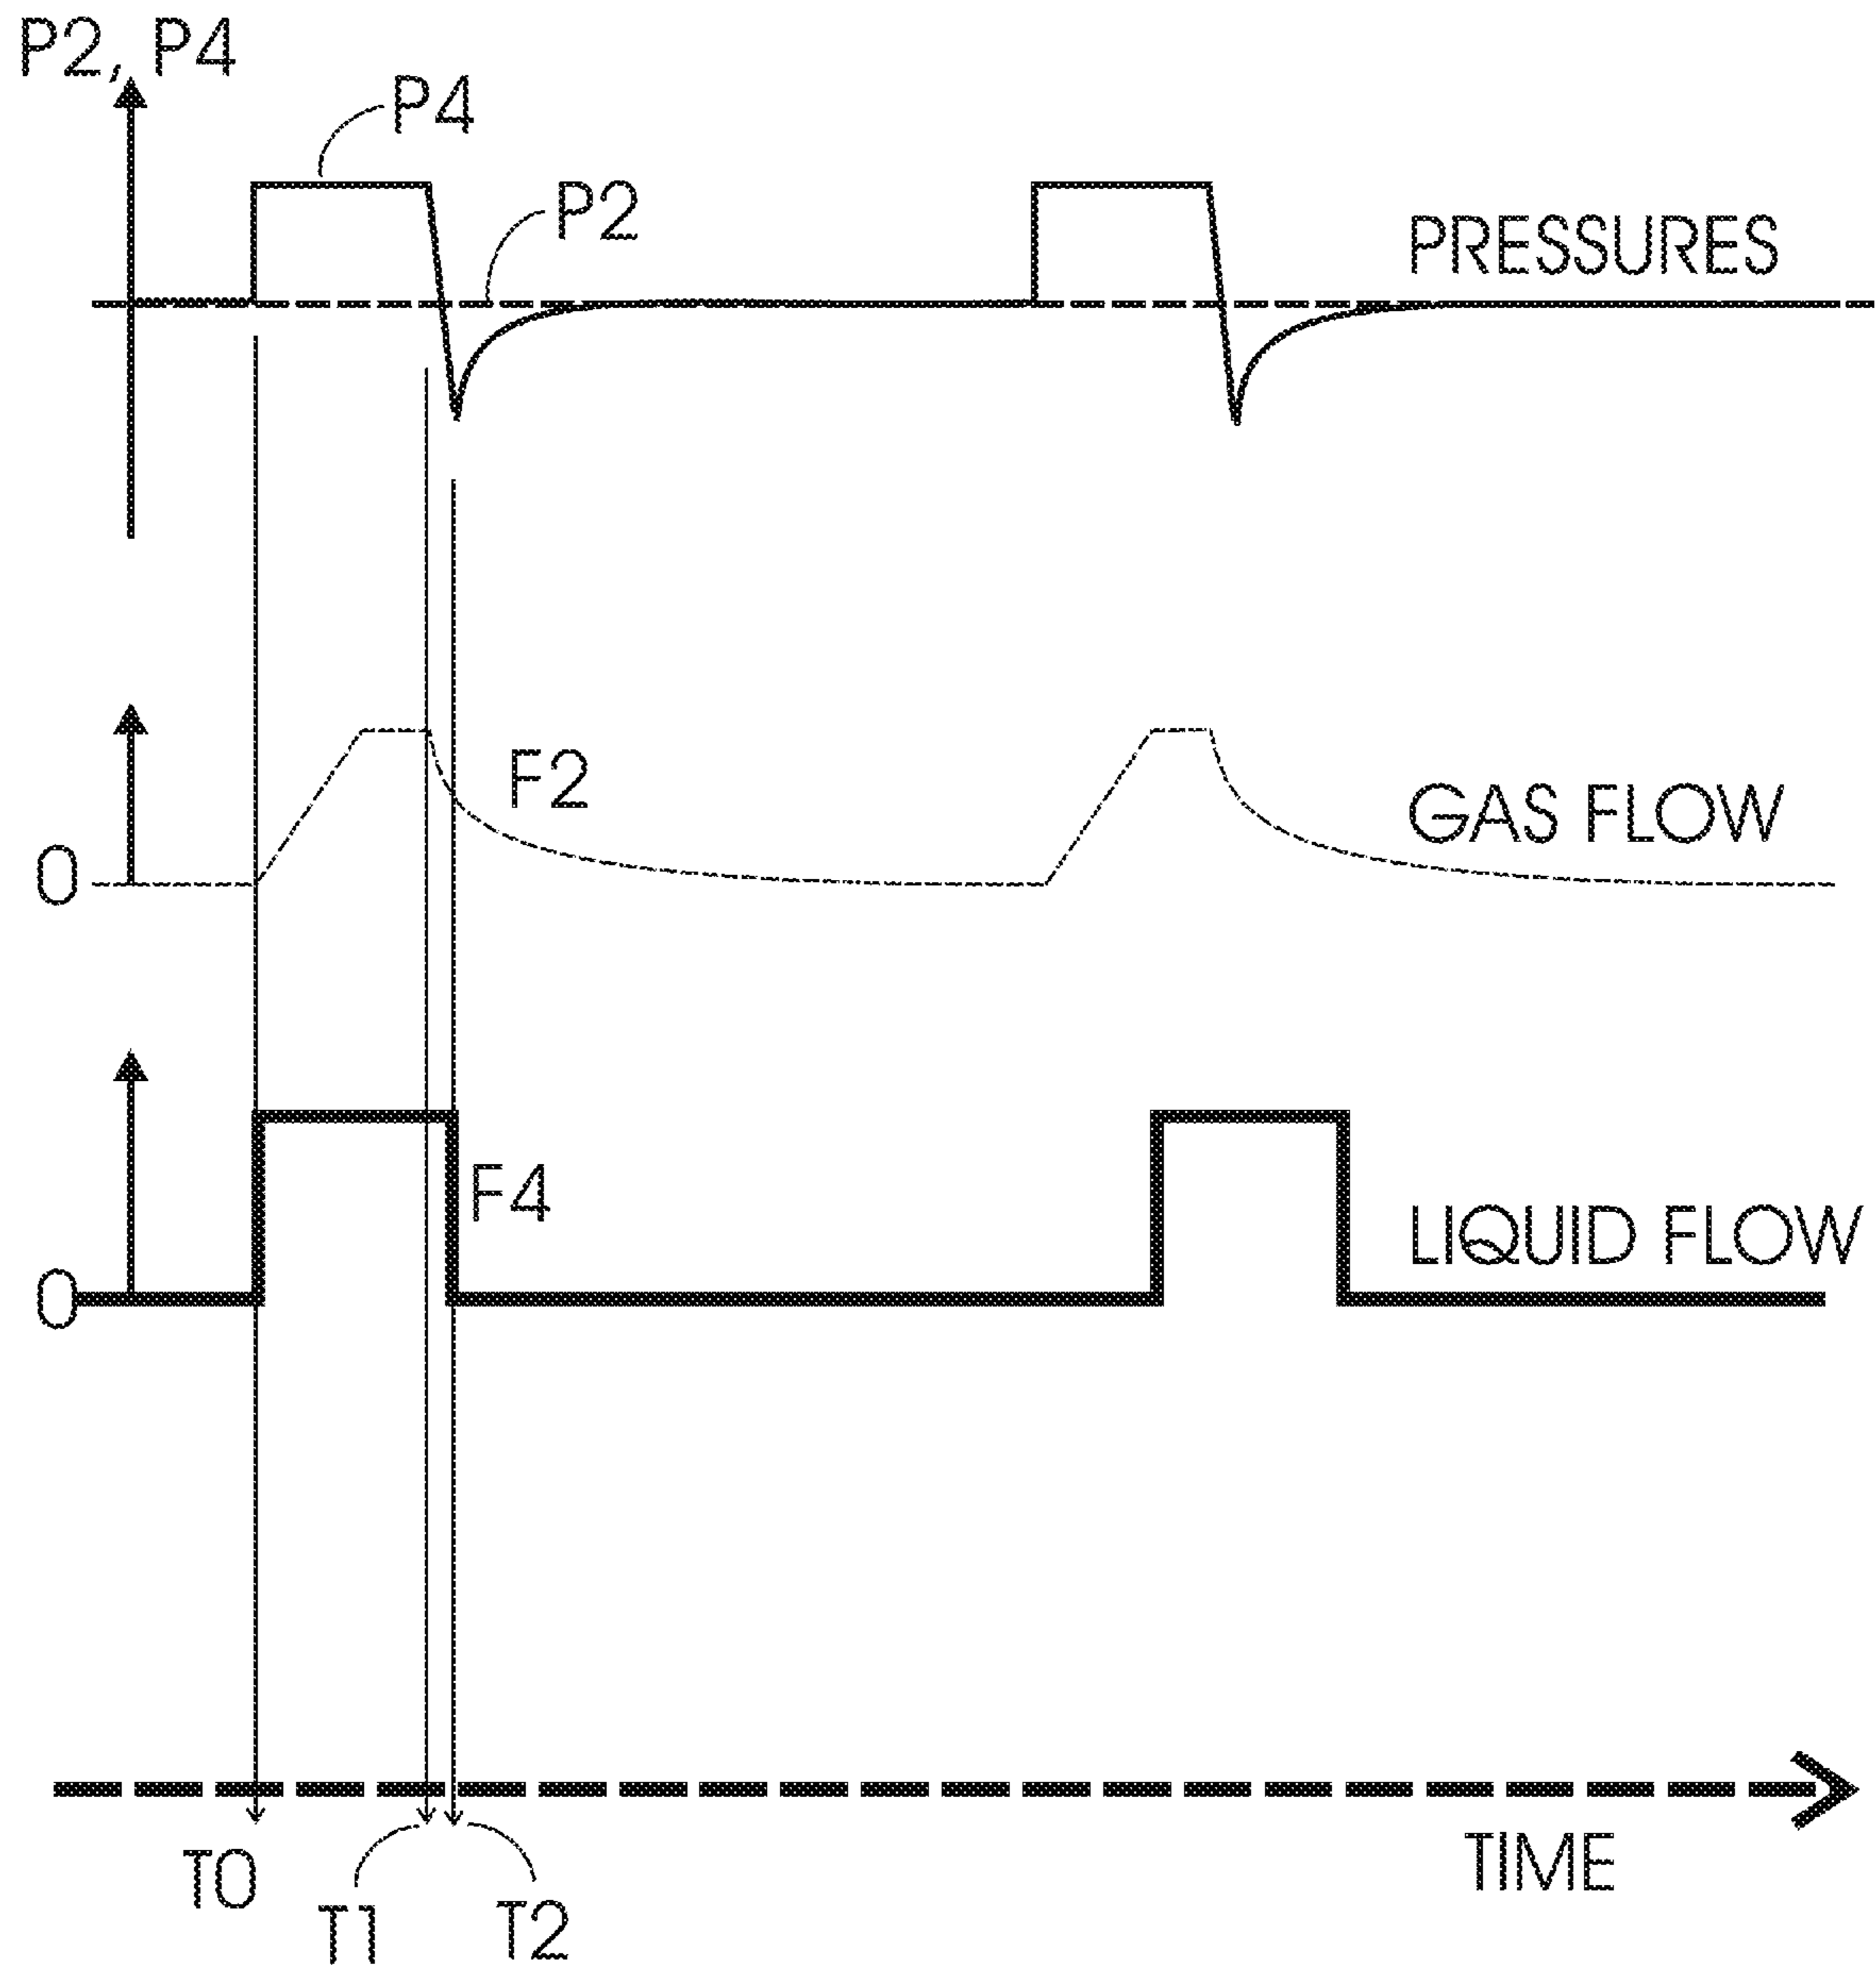 P2, P4
P4
P2
PRESSURES
F2
GAS FLOW
0
F4
LIQUID FLOW
0
TIME
T0
T1
T2